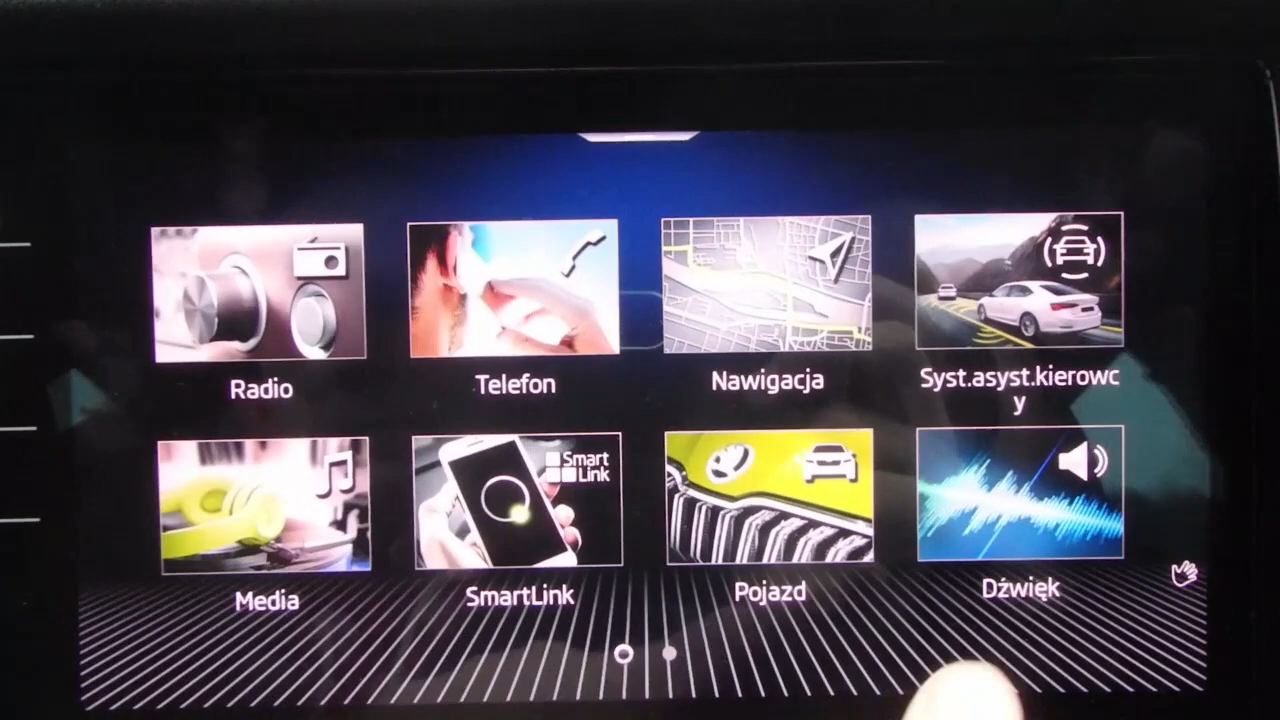 Radio
Telefon
Nawigacja
Syst.asyst.kierowc
y
Smart
Link
Media
SmartLink
Pojazd
Dźwięk